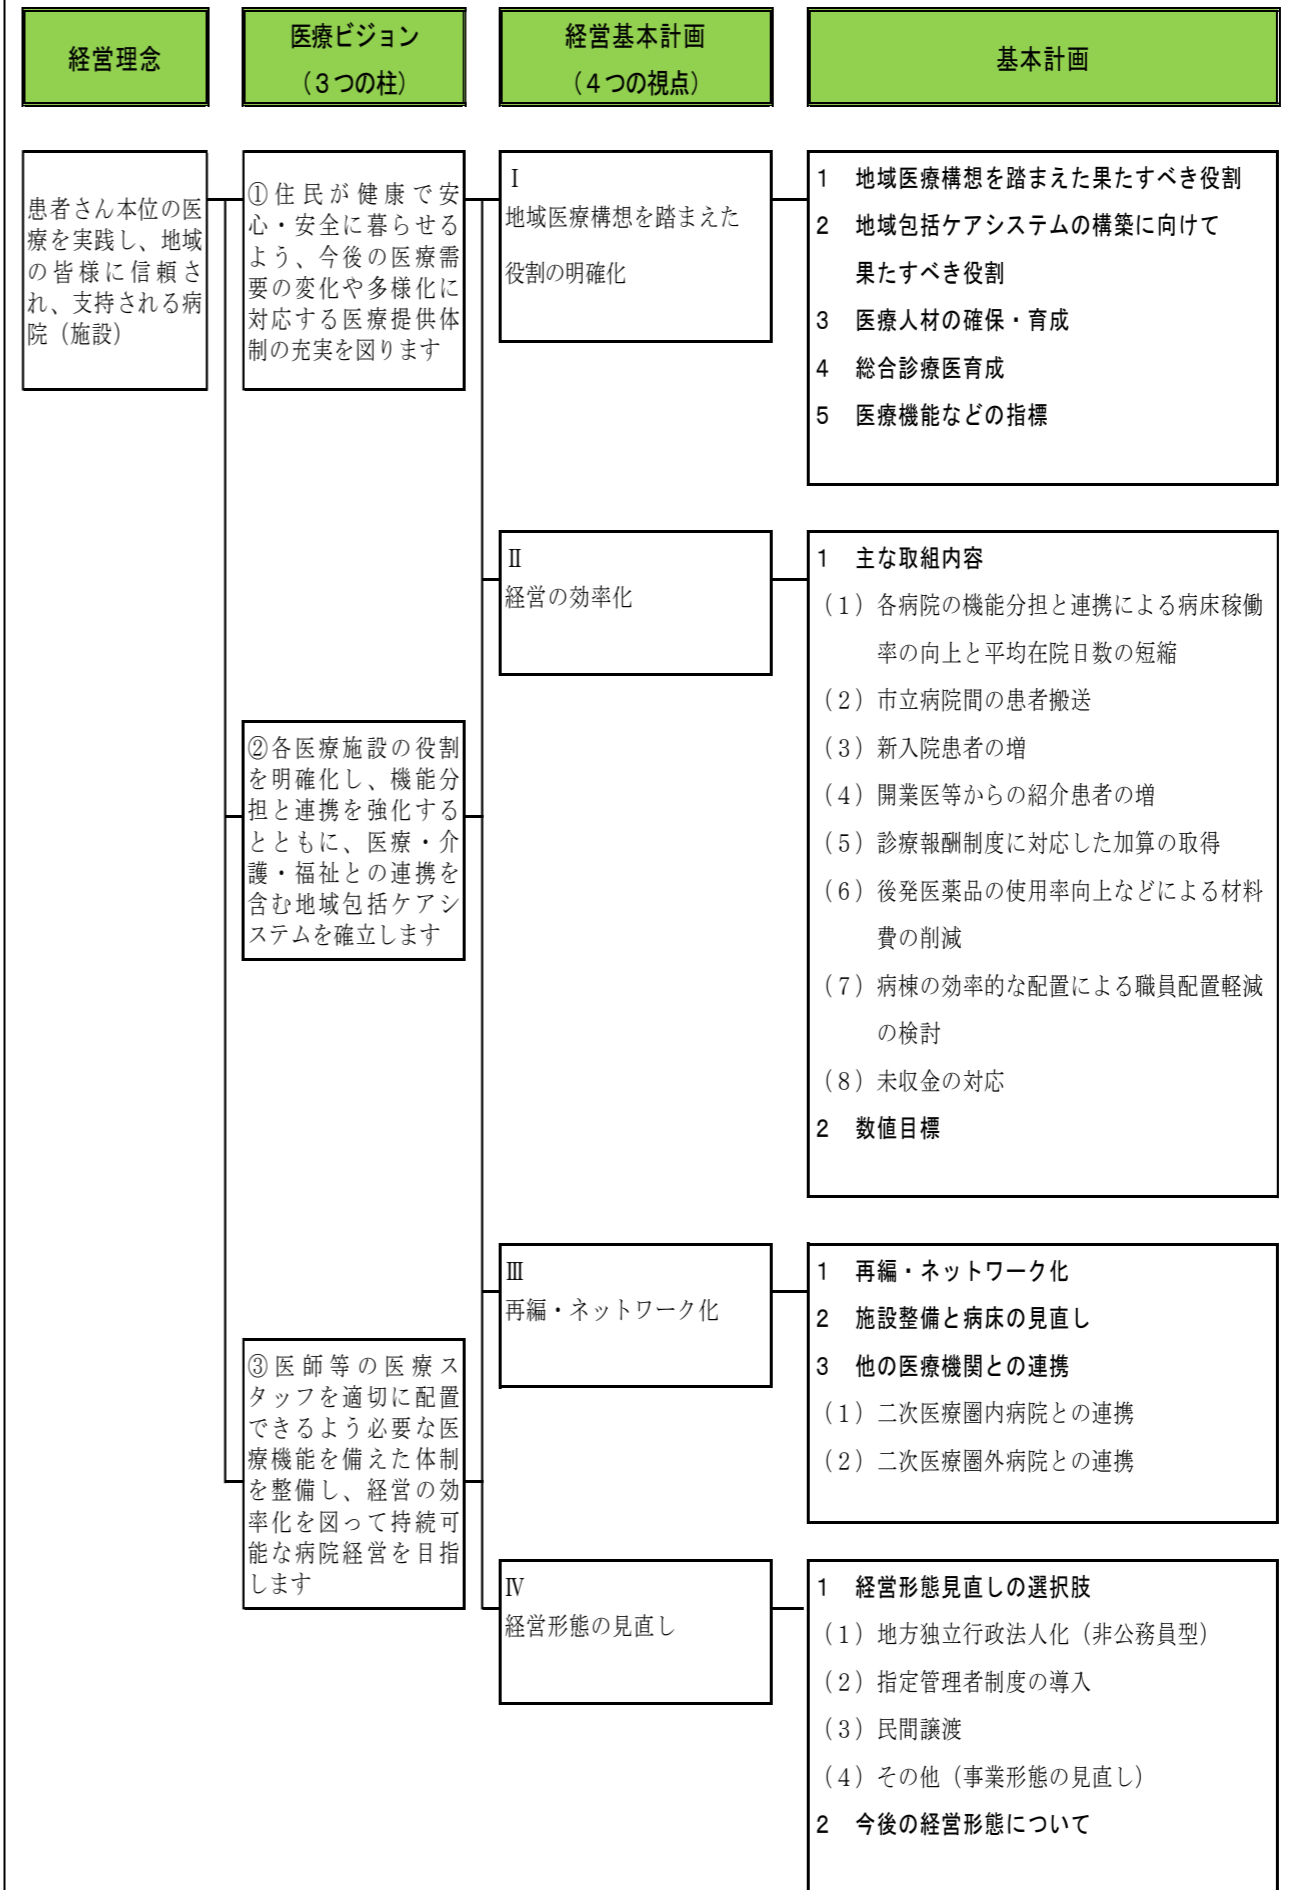 経営理念
医療ビジョン
（３つの柱）
経営基本計画
（４つの視点）
基本計画
患者さん本位の医
療を実践し、地域
の皆様に信頼さ
れ、支持される病
院（施設）
①住民が健康で安
心・安全に暮らせる
よう、今後の医療需
要の変化や多様化に
対応する医療提供体
制の充実を図ります
②各医療施設の役割
を明確化し、機能分
担と連携を強化する
とともに、医療・介
護・福祉との連携を
含む地域包括ケアシ
ステムを確立します
③医師等の医療ス
タッフを適切に配置
できるよう必要な医
療機能を備えた体制
を整備し、経営の効
率化を図って持続可
能な病院経営を目指
します
Ⅰ
地域医療構想を踏まえた
役割の明確化
1　地域医療構想を踏まえた果たすべき役割
2　地域包括ケアシステムの構築に向けて
果たすべき役割
3　医療人材の確保・育成
4　総合診療医育成
5　医療機能などの指標
Ⅱ
経営の効率化
1　主な取組内容
（１）各病院の機能分担と連携による病床稼働
率の向上と平均在院日数の短縮
（２）市立病院間の患者搬送
（３）新入院患者の増
（４）開業医等からの紹介患者の増
（５）診療報酬制度に対応した加算の取得
（６）後発医薬品の使用率向上などによる材料
費の削減
（７）病棟の効率的な配置による職員配置軽減
の検討
（８）未収金の対応
2　数値目標
Ⅲ
再編・ネットワーク化
1　再編・ネットワーク化
2　施設整備と病床の見直し
3　他の医療機関との連携
（１）二次医療圏内病院との連携
（２）二次医療圏外病院との連携
Ⅳ
経営形態の見直し
1　経営形態見直しの選択肢
（１）地方独立行政法人化（非公務員型）
（２）指定管理者制度の導入
（３）民間譲渡
（４）その他（事業形態の見直し）
2　今後の経営形態について